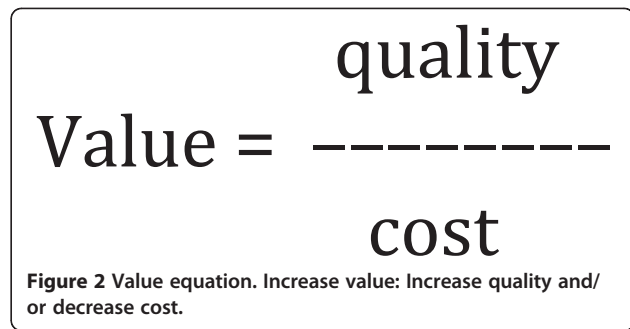 quality
Value = --------
cost
Figure 2 Value equation. Increase value: Increase quality and/
or decrease cost.